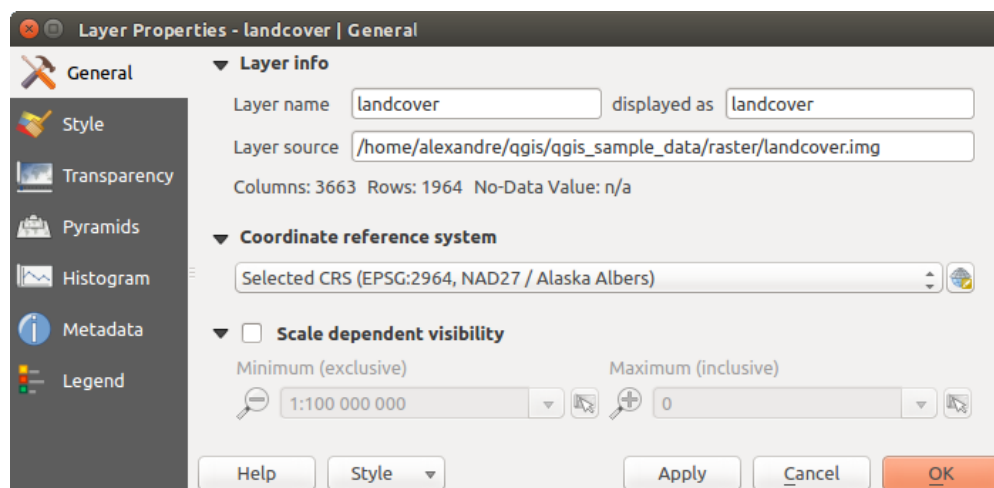 Layer Properties - landcover | General
General
Style
Transparency
Pyramids
Histogram
Metadata
Legend
Layer info
Layer name landcover displayed as landcover
Layer source /home/alexandre/qgis/qgis_sample_data/raster/landcover.img
Columns: 3663 Rows: 1964 No-Data Value: n/a
Coordinate reference system
Selected CRS (EPSG:2964, NAD27 / Alaska Albers)
Scale dependent visibility
Minimum (exclusive) Maximum (inclusive)
1:100 000 000 0
Help Style Apply Cancel OK